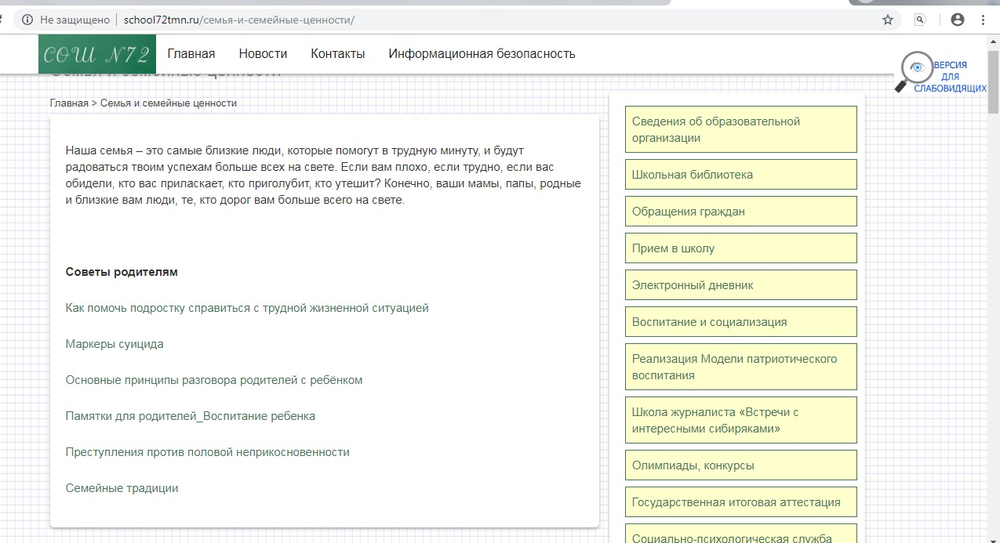 Не защищено
school72tmn.ru/семья-и-семейные-ценности/
СОШ N72
Главная
Новости
Контакты
Информационная безопасность
ВЕРСИЯ
ДЛЯ
СЛАБОВИДЯЩИХ
Семья и семейные ценности
Главная > Семья и семейные ценности
Наша семья – это самые близкие люди, которые помогут в трудную минуту, и будут
радоваться твоим успехам больше всех на свете. Если вам плохо, если трудно, если вас
обидели, кто вас приласкает, кто приголубит, кто утешит? Конечно, ваши мамы, папы, родные
и близкие вам люди, те, кто дорог вам больше всего на свете.
Советы родителям
Как помочь подростку справиться с трудной жизненной ситуацией
Маркеры суицида
Основные принципы разговора родителей с ребёнком
Памятки для родителей_Воспитание ребенка
Преступления против половой неприкосновенности
Семейные традиции
Сведения об образовательной
организации
Школьная библиотека
Обращения граждан
Прием в школу
Электронный дневник
Воспитание и социализация
Реализация Модели патриотического
воспитания
Школа журналиста «Встречи с
интересными сибиряками»
Олимпиады, конкурсы
Государственная итоговая аттестация
Социально-психологическая служба